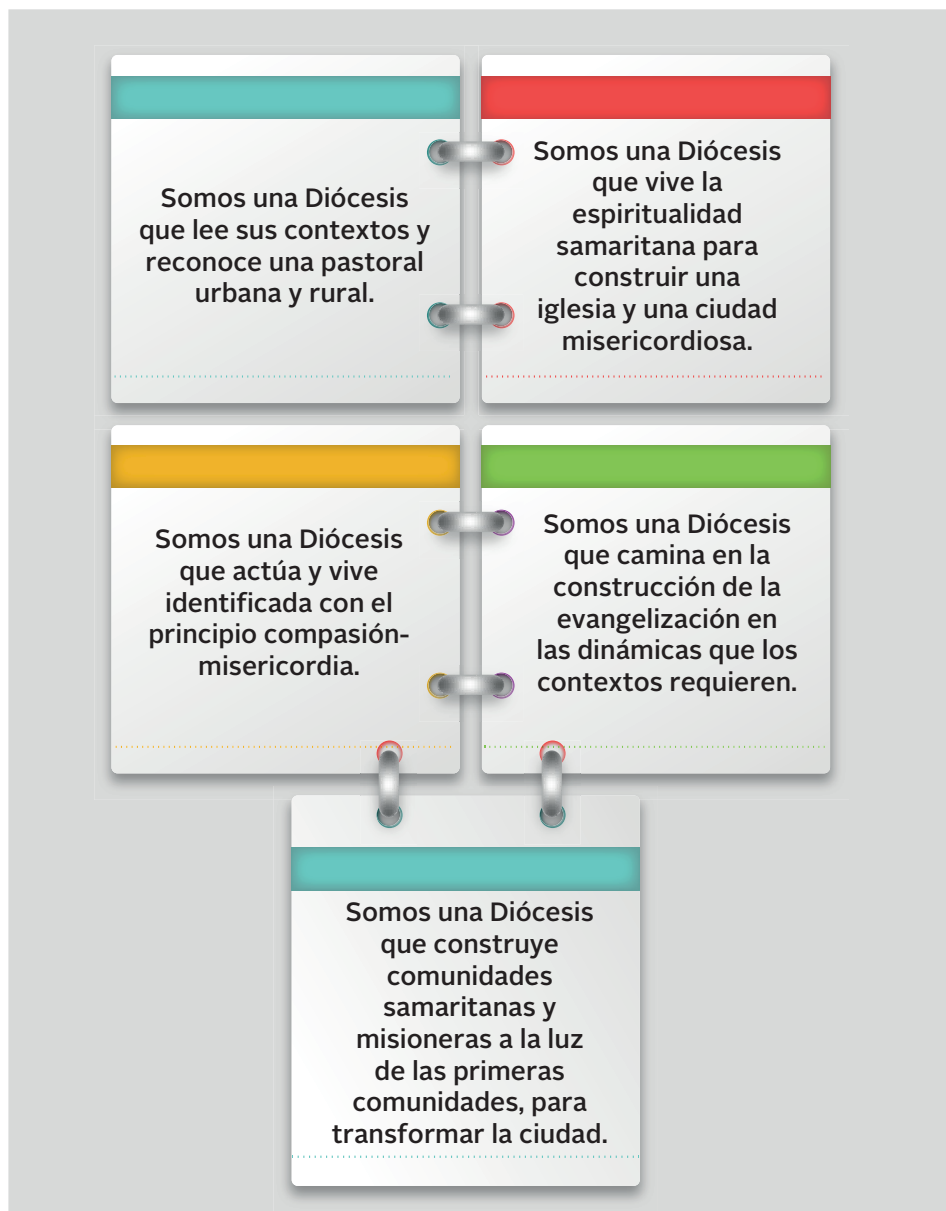 Somos una Diócesis
que lee sus contextos y
reconoce una pastoral
urbana y rural.
Somos una Diócesis
que vive la
espiritualidad
samaritana para
construir una
iglesia y una ciudad
misericordiosa.
Somos una Diócesis
que actúa y vive
identificada con el
principio compasión-
misericordia.
Somos una Diócesis
que camina en la
construcción de la
evangelización en
las dinámicas que los
contextos requieren.
Somos una Diócesis
que construye
comunidades
samaritanas y
misioneras a la luz
de las primeras
comunidades, para
transformar la ciudad.